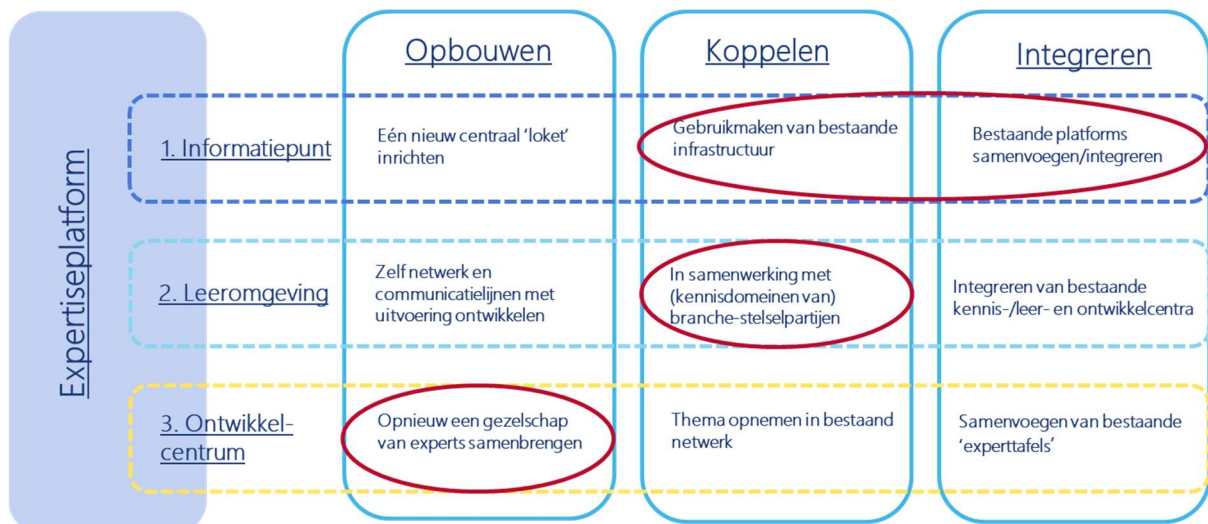 Expertiseplatform
Opbouwen
Koppelen
Integreren
1. Informatiepunt
Eén nieuw centraal ‘loket’
inrichten
Gebruikmaken van bestaande
infrastructuur
Bestaande platforms
samenvoegen/integreren
2. Leeromgeving
Zelf netwerk en
communicatielijnen met
uitvoering ontwikkelen
In samenwerking met
(kennisdomeinen van)
branche-stelselpartijen
Integreren van bestaande
kennis-/leer- en ontwikkelcentra
3. Ontwikkel-
centrum
Opnieuw een gezelschap
van experts samenbrengen
Thema opnemen in bestaand
netwerk
Samenvoegen van bestaande
‘experttafels’